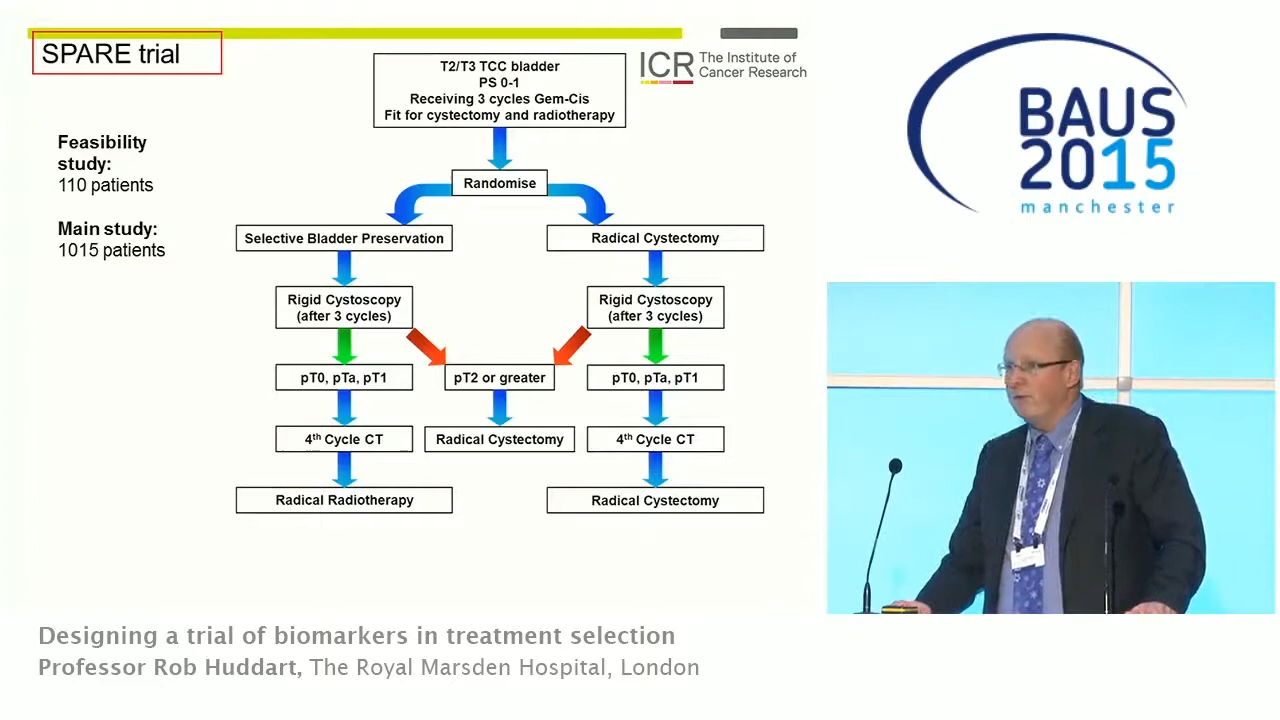 SPARE trial
ICR The Institute of
Cancer Research
T2/T3 TCC bladder
PS 0-1
Receiving 3 cycles Gem-Cis
Fit for cystectomy and radiotherapy
Feasibility
study:
110 patients
Main study:
1015 patients
Randomise
Selective Bladder Preservation
Radical Cystectomy
Rigid Cystoscopy
(after 3 cycles)
Rigid Cystoscopy
(after 3 cycles)
pT0, pTa, pT1
pT2 or greater
pT0, pTa, pT1
4th Cycle CT
Radical Cystectomy
4th Cycle CT
Radical Radiotherapy
Radical Cystectomy
BAUS
2015
manchester
Designing a trial of biomarkers in treatment selection
Professor Rob Huddart, The Royal Marsden Hospital, London